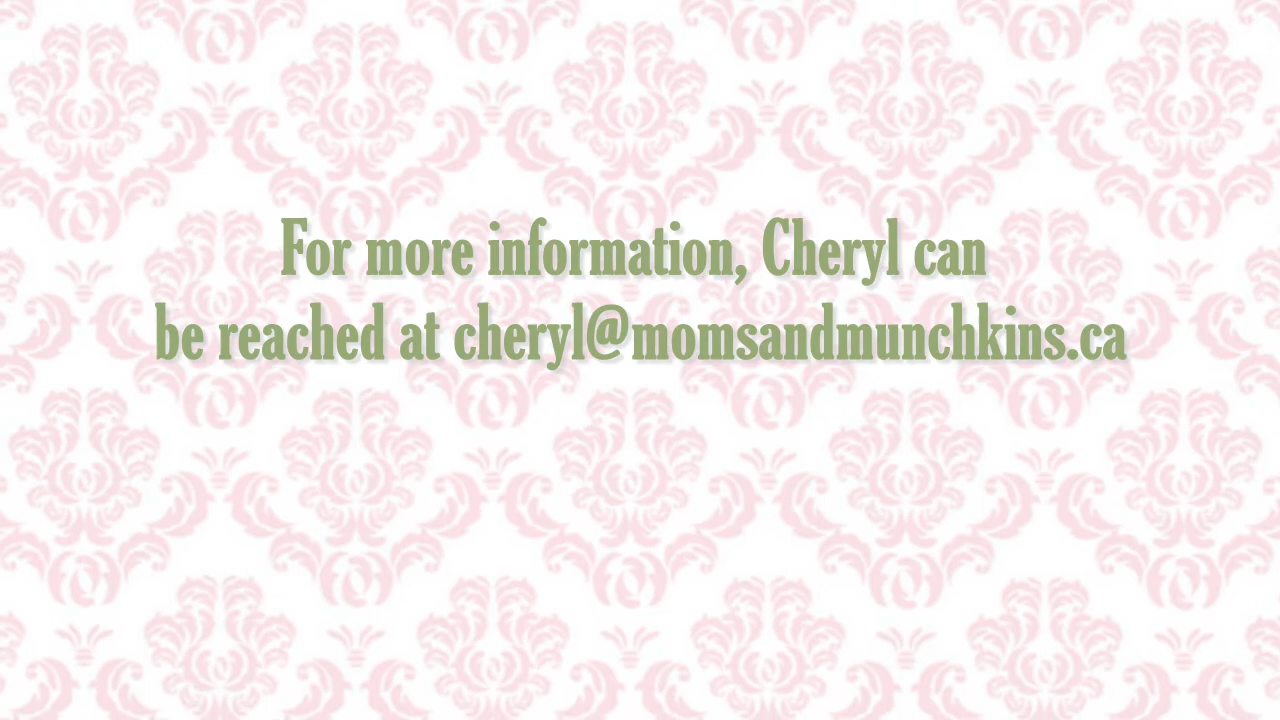 For more information, Cheryl can
be reached at cheryl@momsandmunchkins.ca